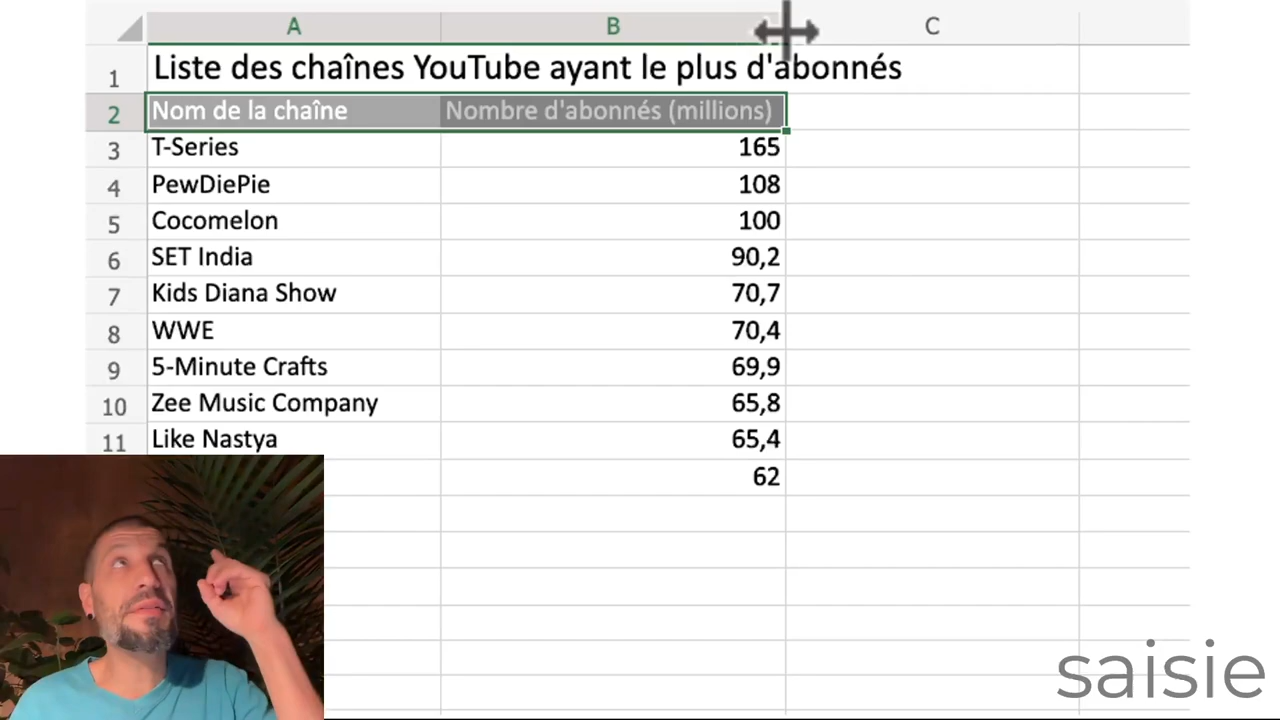 A B C
1 Liste des chaînes YouTube ayant le plus d'abonnés
2 Nom de la chaîne Nombre d'abonnés (millions)
3 T-Series 165
4 PewDiePie 108
5 Cocomelon 100
6 SET India 90,2
7 Kids Diana Show 70,7
8 WWE 70,4
9 5-Minute Crafts 69,9
10 Zee Music Company 65,8
11 Like Nastya 65,4
62
saisie